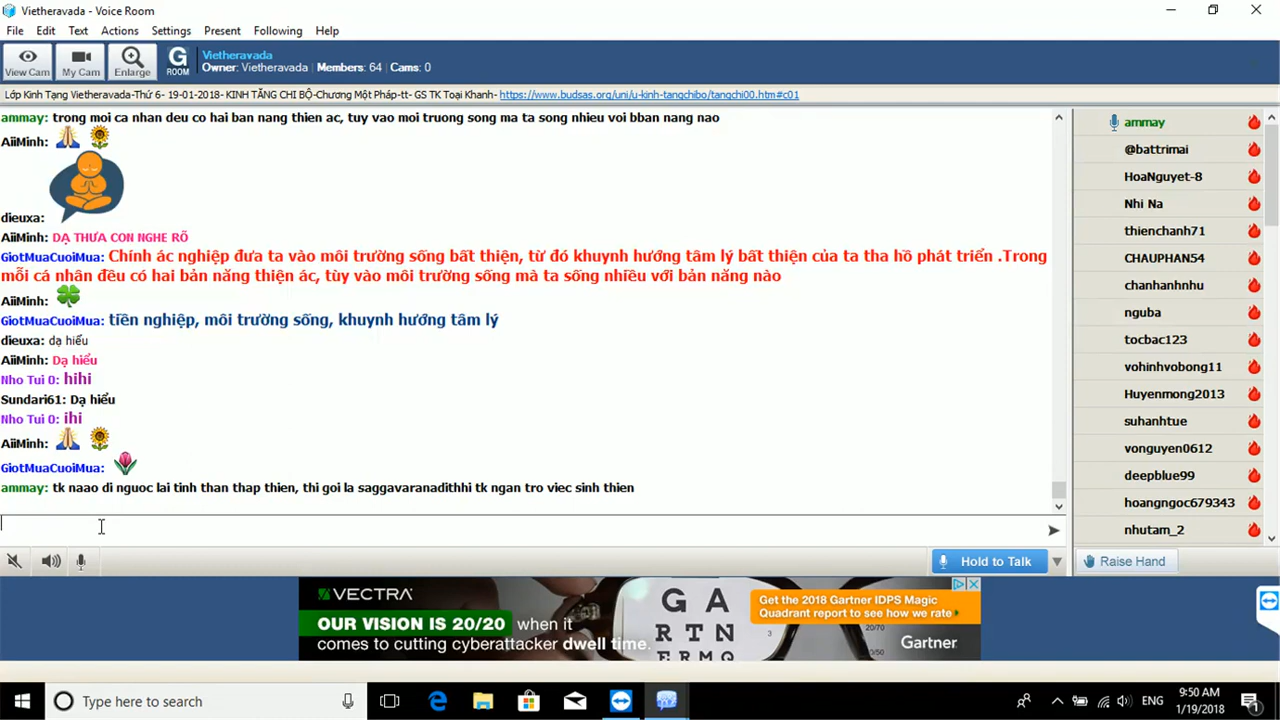 Vietheravada - Voice Room
File Edit Text Actions Settings Present Following Help
View Cam My Cam Enlarge G ROOM
Vietheravada
Owner: Vietheravada | Members: 64 | Cams: 0
Lớp Kinh Tạng Vietheravada-Thứ 6- 19-01-2018- KINH TĂNG CHI BỘ-Chương Một Pháp-tt- GS TK Toại Khanh- https://www.budsas.org/uni/u-kinh-tangchibo/tangchi00.htm#c01
ammay: trong moi ca nhan deu co hai ban nang thien ac, tuy vao moi truong song ma ta song nhieu voi bban nang nao
AiiMinh:
dieuxa:
AiiMinh: DẠ THƯA CON NGHE RÕ
GiotMuaCuoiMua: Chính ác nghiệp đưa ta vào môi trường sống bất thiện, từ đó khuynh hướng tâm lý bất thiện của ta tha hồ phát triển .Trong
mỗi cá nhân đều có hai bản năng thiện ác, tùy vào môi trường sống mà ta sống nhiều với bản năng nào
AiiMinh:
GiotMuaCuoiMua: tiền nghiệp, môi trường sống, khuynh hướng tâm lý
dieuxa: dạ hiểu
AiiMinh: Dạ hiểu
Nho Tui 0: hihi
Sundari61: Dạ hiểu
Nho Tui 0: ihi
AiiMinh:
GiotMuaCuoiMua:
ammay: tk naao di nguoc lai tinh than thap thien, thi goi la saggavaranadithhi tk ngan tro viec sinh thien
ammay
@battrimai
HoaNguyet-8
Nhi Na
thienchanh71
CHAUPHAN54
chanhanhnhu
nguba
tocbac123
vohinhvobong11
Huyenmong2013
suhanhtue
vonguyen0612
deepblue99
hoangngoc679343
nhutam_2
Hold to Talk
Raise Hand
VECTRA
OUR VISION IS 20/20 when it
comes to cutting cyberattacker dwell time.
G A
R T N
E R M Q
3
20/70
8
20/20
Get the 2018 Gartner IDPS Magic
Quadrant report to see how we rate
Gartner
Type here to search
ENG
9:50 AM
1/19/2018
1